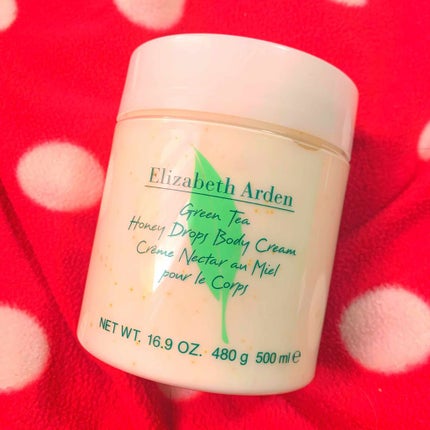 Elizabeth Arden
Green Tea
Honey Drops Body Cream
Crème Nectar au Miel
pour le Corps
NET WT. 16.9 OZ. 480 g 500 ml e